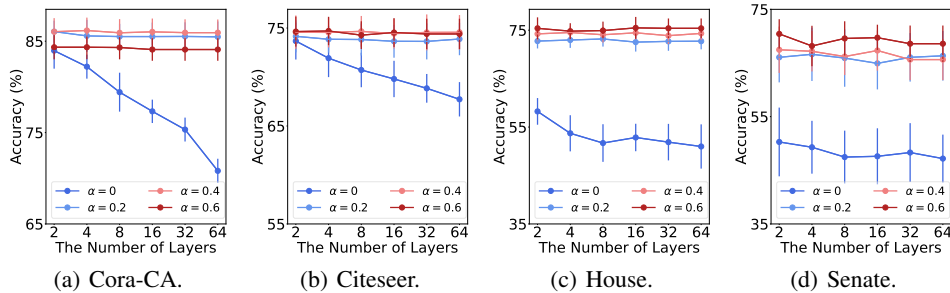 85
75
65
Accuracy (%)
α = 0
α = 0.2
α = 0.4
α = 0.6
2 4 8 16 32 64
The Number of Layers
(a) Cora-CA.
75
65
55
Accuracy (%)
α = 0
α = 0.2
α = 0.4
α = 0.6
2 4 8 16 32 64
The Number of Layers
(b) Citeseer.
75
55
35
Accuracy (%)
α = 0
α = 0.2
α = 0.4
α = 0.6
2 4 8 16 32 64
The Number of Layers
(c) House.
75
55
35
Accuracy (%)
α = 0
α = 0.2
α = 0.4
α = 0.6
2 4 8 16 32 64
The Number of Layers
(d) Senate.